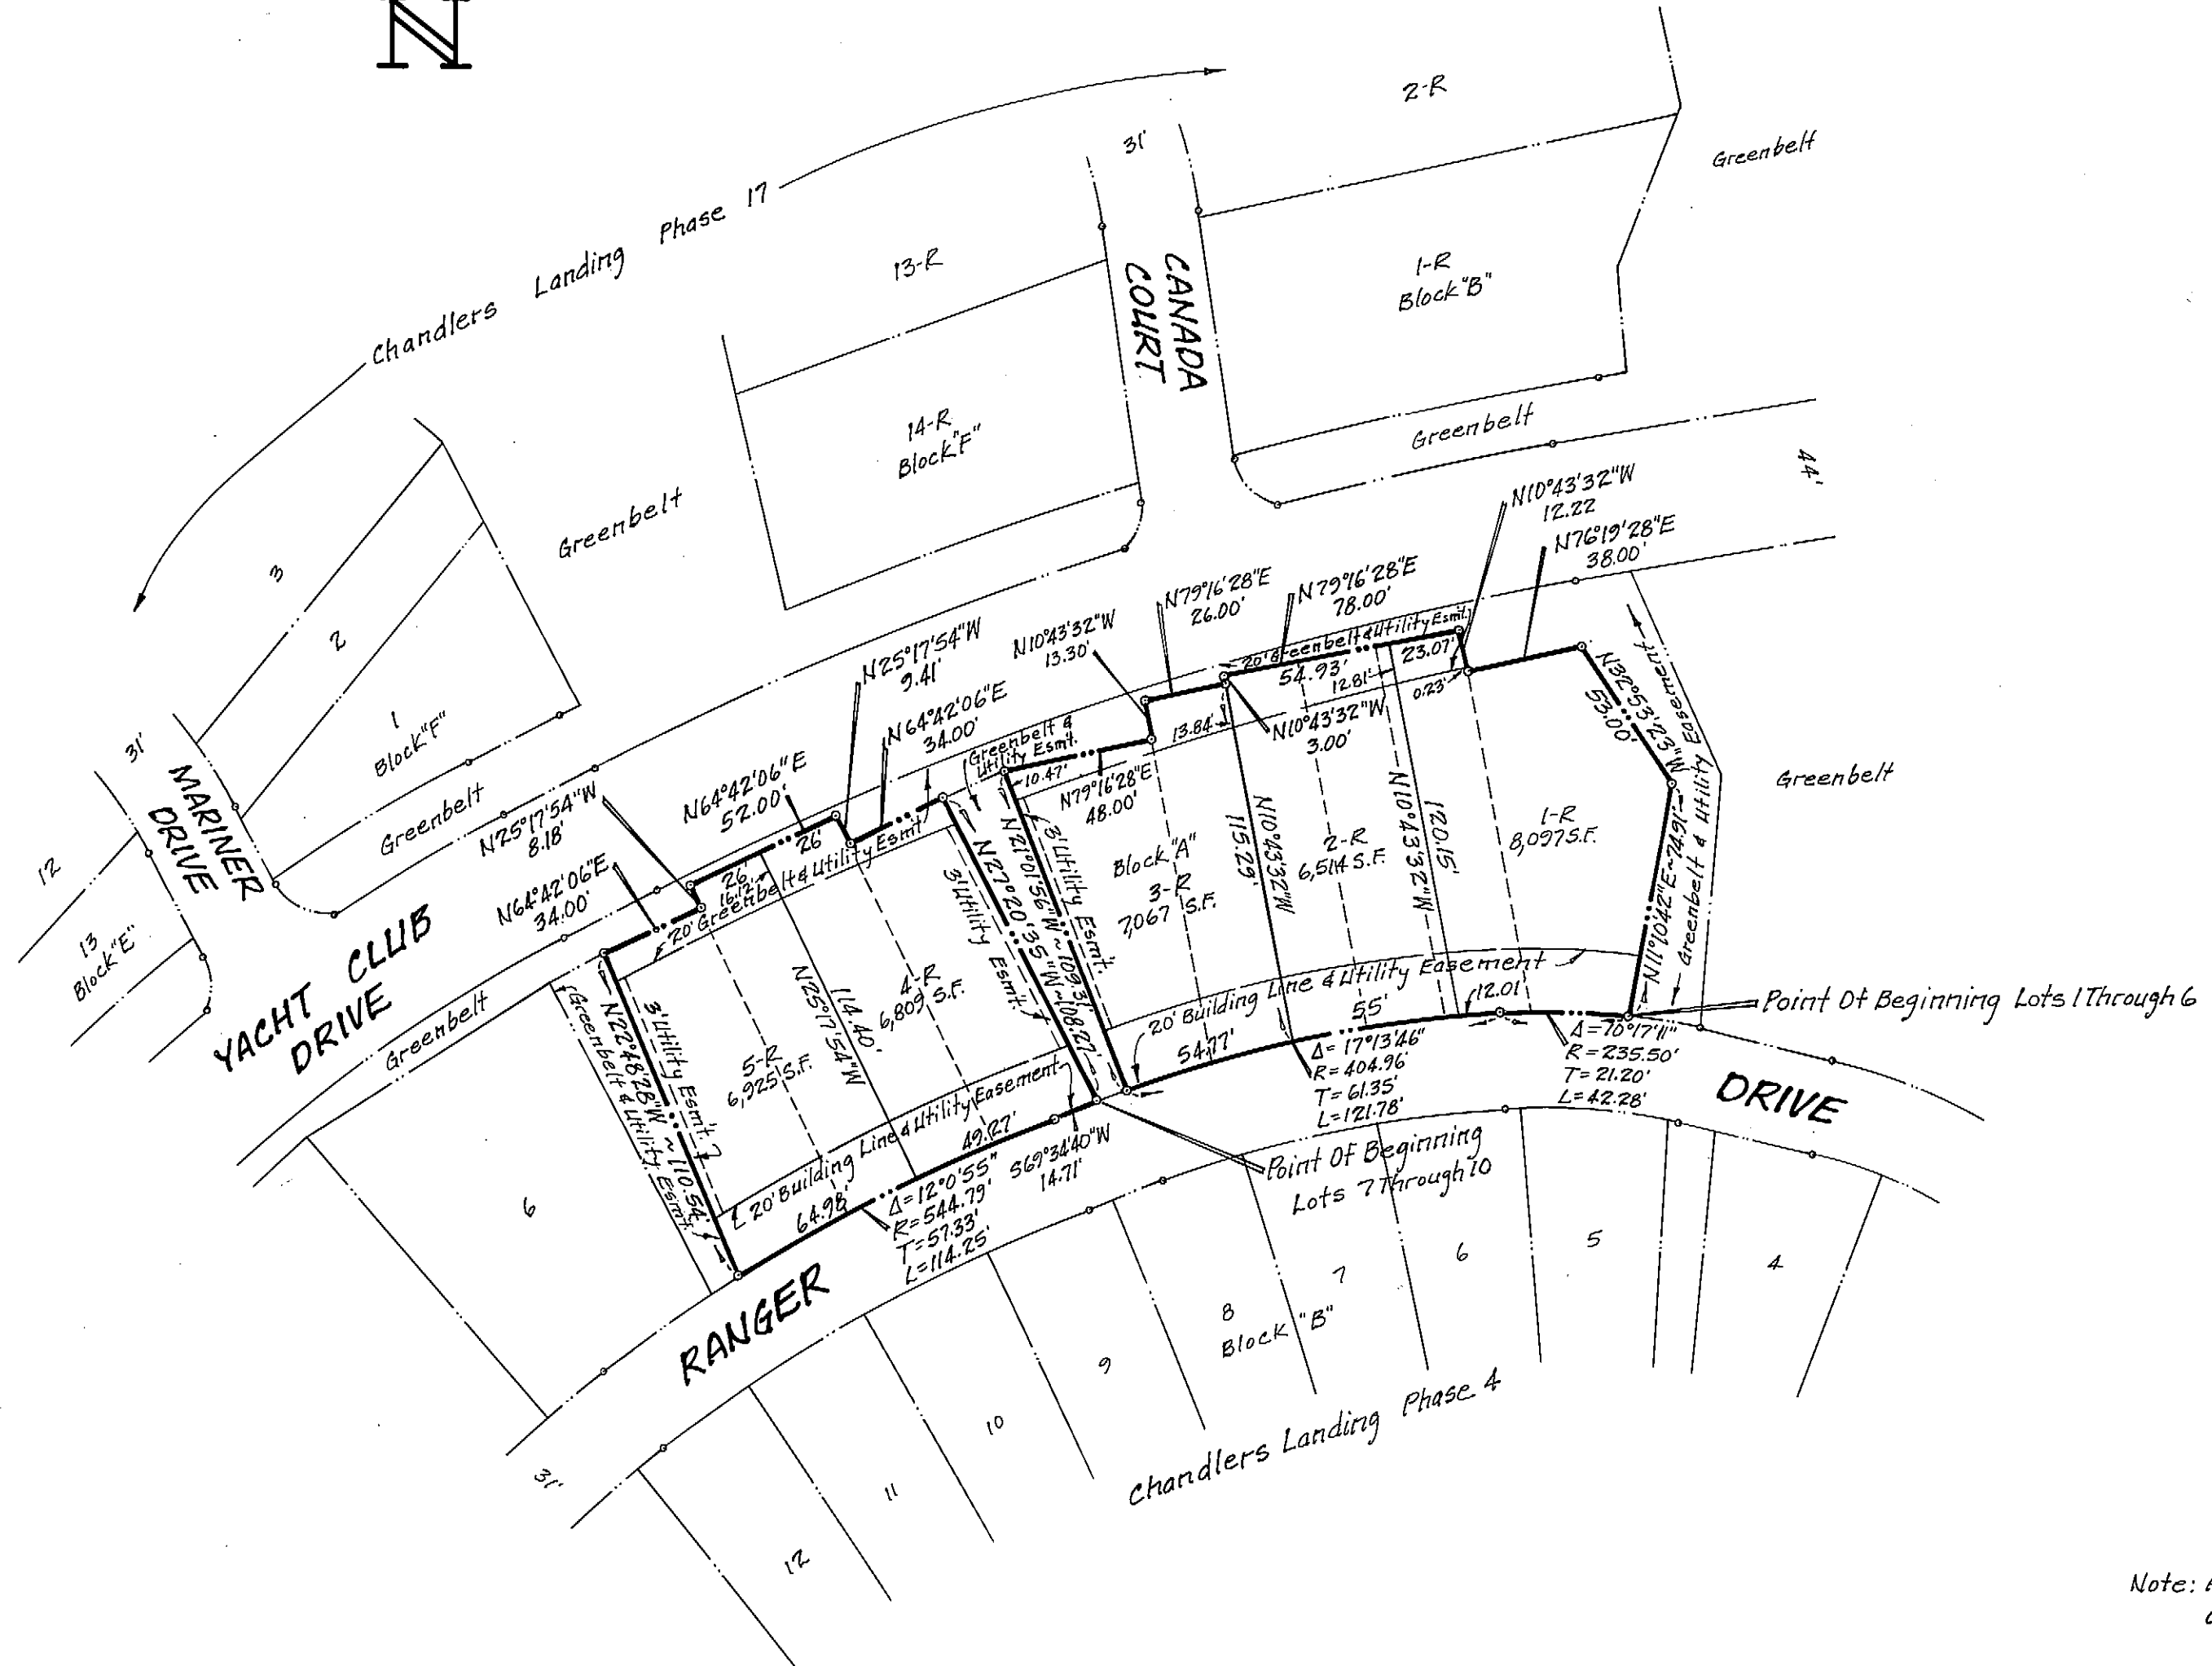 N
2-R
31'
Greenbelt
Chandlers Landing Phase 17
13-R
CANADA
COURT
1-R
Block "B"
14-R
Block "F"
Greenbelt
44'
Greenbelt
3
2
1
Block "F"
Greenbelt
31'
MARINER
DRIVE
12
13
Block "E"
YACHT CLUB
DRIVE
Greenbelt
N64°42'06"E
34.00'
N25°17'54"W
8.18'
N64°42'06"E
52.00'
N25°17'54"W
9.41'
N64°42'06"E
34.00'
N10°43'32"W
13.30'
N79°16'28"E
26.00'
N79°16'28"E
78.00'
N10°43'32"W
12.22
N76°19'28"E
38.00'
20' Greenbelt & Utility Esmt.
54.93'
23.07'
12.81'
0.23'
N10°43'32"W
3.00'
13.84'
Greenbelt &
Utility Esmt.
10.47'
N79°16'28"E
48.00'
N32°53'23"W
53.00'
Greenbelt & Utility Easement
Greenbelt
N11°01'42"E~74.91'
1-R
8,097 S.F.
N10°43'32"W
120.15'
2-R
6,514 S.F.
N10°43'32"W
115.29'
Block "A"
3-R
7,067 S.F.
3' Utility Esmt.
N21°01'56"W~109.31'
N27°20'35"W~108.27'
3' Utility Esmt.
26'
26'
16.12'
20' Greenbelt & Utility Esmt
4-R
6,809 S.F.
114.40'
N25°17'54"W
5-R
6,925 S.F.
3' Utility Esm't.
N22°48'28"W ~ 110.54'
Greenbelt & Utility Esmt.
20' Building Line & Utility Easement
49.27'
64.98'
Δ=12°0'55"
R=544.79'
T=57.33'
L=114.25'
S69°34'40"W
14.71'
20' Building Line & Utility Easement
54.77'
55'
12.01'
Δ=17°13'46"
R=404.96'
T=61.35'
L=121.78'
Δ=10°17'11"
R=235.50'
T=21.20'
L=42.28'
Point Of Beginning Lots 1 Through 6
Point Of Beginning
Lots 7 Through 10
RANGER
DRIVE
6
31'
12
11
10
9
8
Block "B"
7
6
5
4
Chandlers Landing Phase 4
Note: